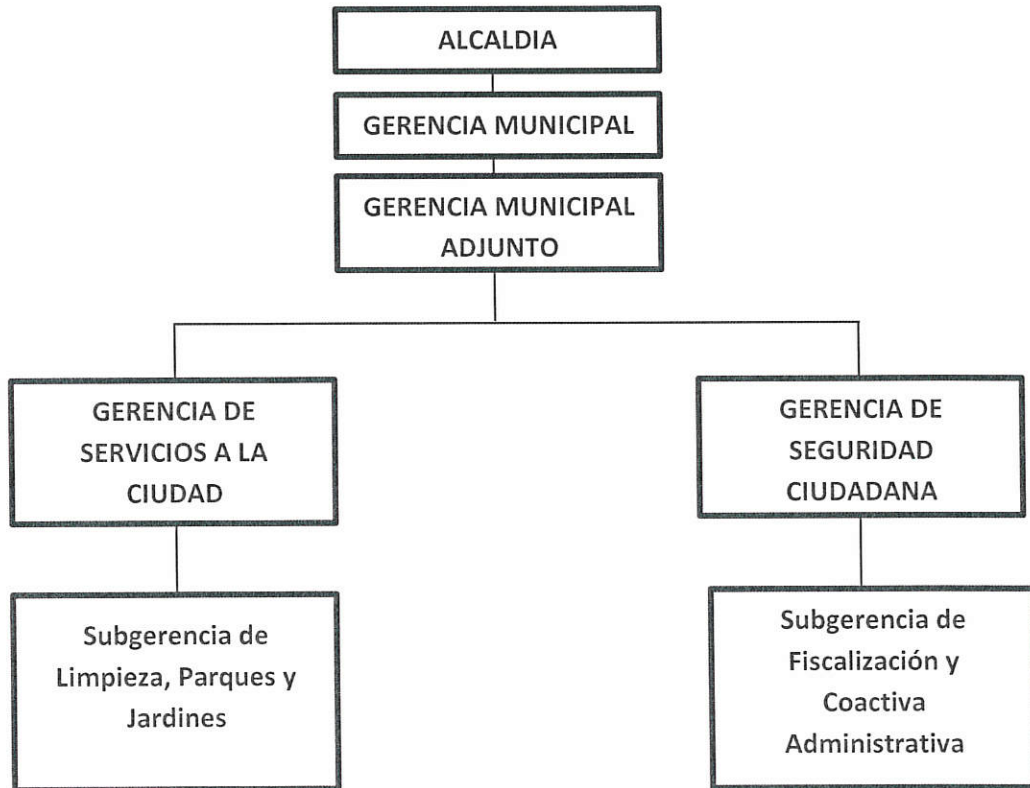 ALCALDIA
GERENCIA MUNICIPAL
GERENCIA MUNICIPAL
ADJUNTO
GERENCIA DE
SERVICIOS A LA
CIUDAD
GERENCIA DE
SEGURIDAD
CIUDADANA
Subgerencia de
Limpieza, Parques y
Jardines
Subgerencia de
Fiscalización y
Coactiva
Administrativa